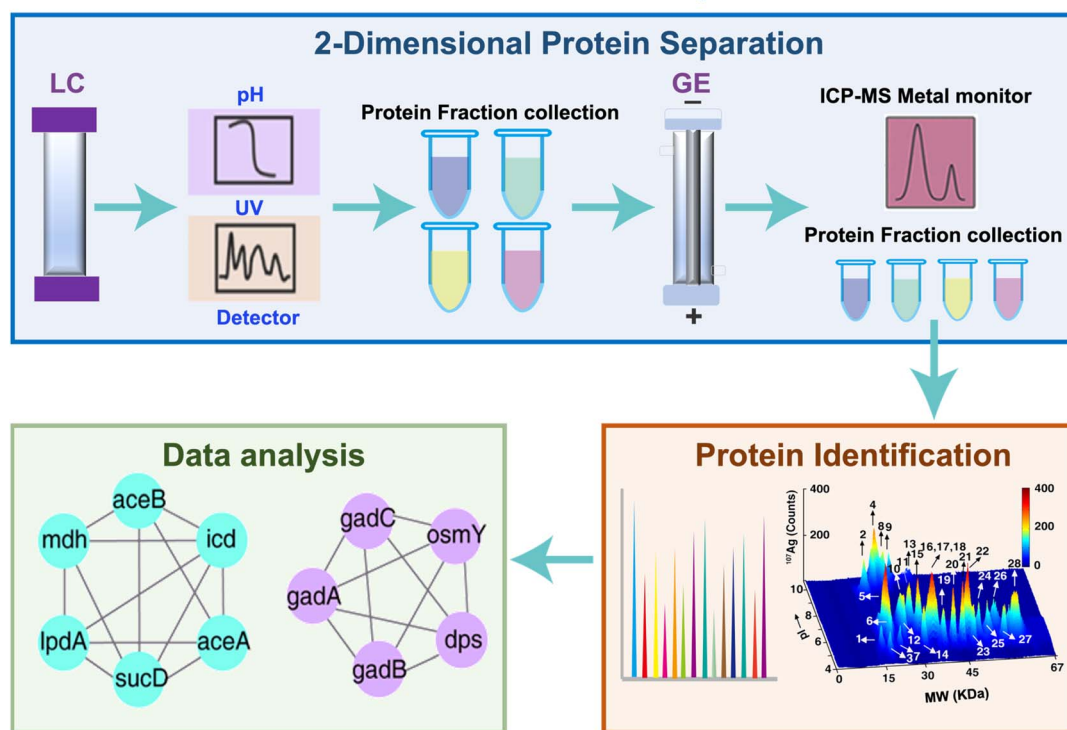 2-Dimensional Protein Separation
LC
pH
UV
Detector
Protein Fraction collection
GE
−
+
ICP-MS Metal monitor
Protein Fraction collection
Data analysis
aceB
mdh
icd
lpdA
aceA
sucD
gadC
osmY
gadA
dps
gadB
Protein Identification
107Ag (Counts)
400
200
10
8
6
4
pI
0
15
30
45
67
MW (KDa)
400
200
0
4
2
8
9
13
15
16,17,18
20
21
22
10
11
19
24
26
28
5
6
1
37
12
14
23
25
27